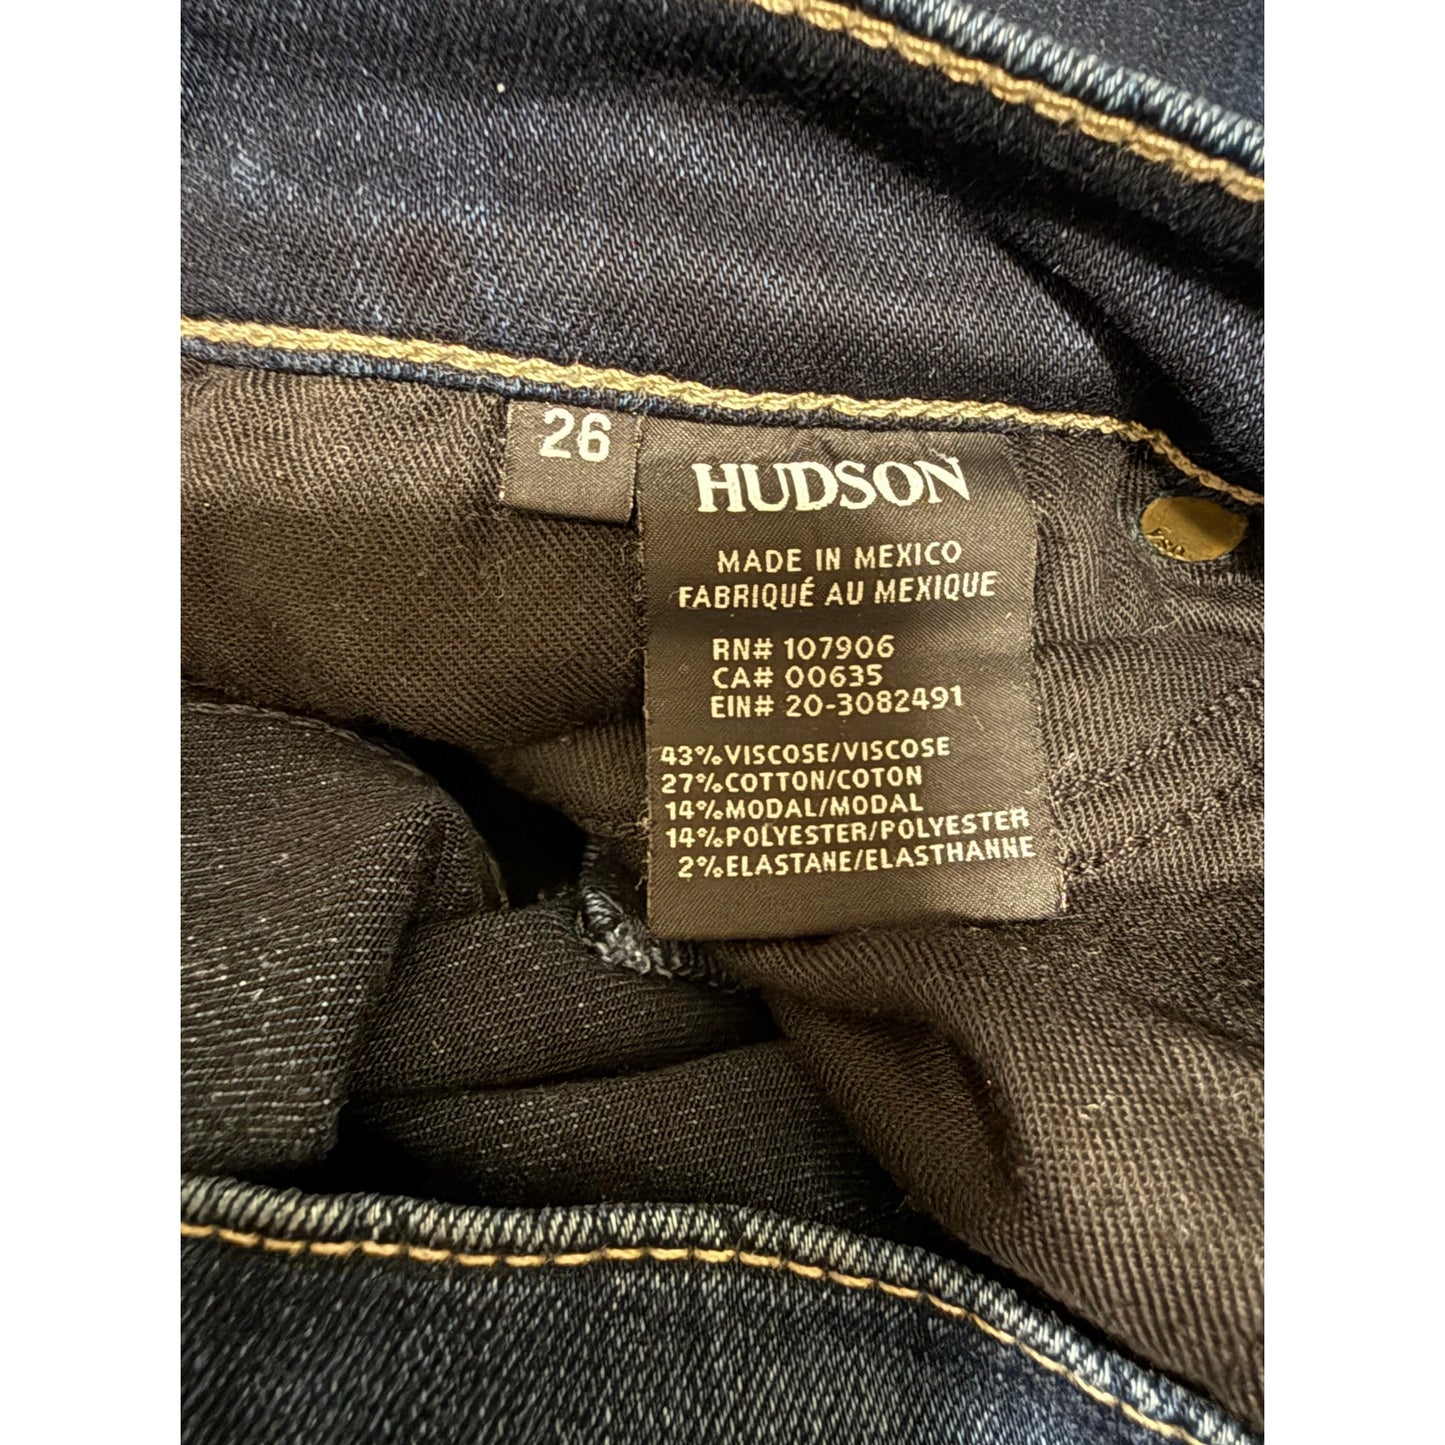 26
HUDSON
MADE IN MEXICO
FABRIQUÉ AU MEXIQUE
RN# 107906
CA# 00635
EIN# 20-3082491
43%VISCOSE/VISCOSE
27%COTTON/COTON
14%MODAL/MODAL
14%POLYESTER/POLYESTER
2%ELASTANE/ELASTHANNE